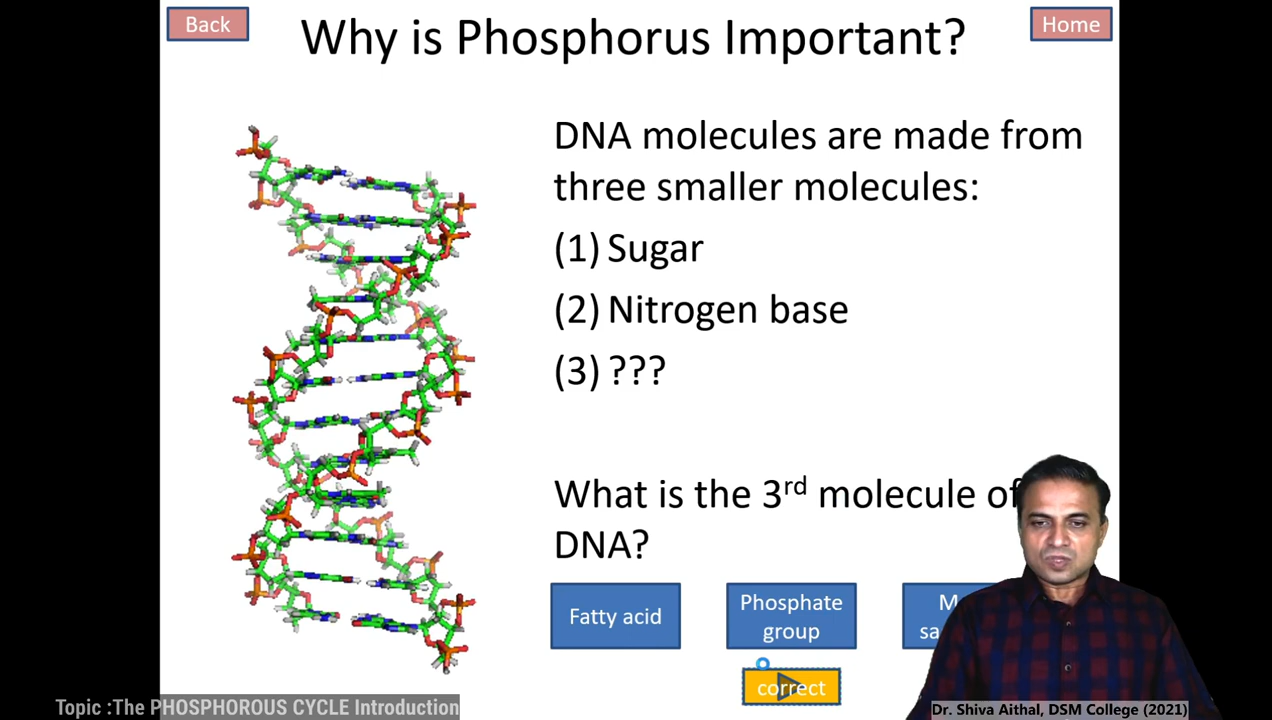 Back
Why is Phosphorus Important?
Home
DNA molecules are made from
three smaller molecules:
(1) Sugar
(2) Nitrogen base
(3) ???
What is the 3rd molecule of
DNA?
Fatty acid
Phosphate
group
correct
Topic :The PHOSPHOROUS CYCLE Introduction
Dr. Shiva Aithal, DSM College (2021)